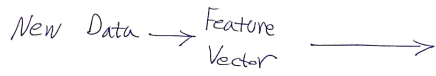 New Data → Feature
Vector →